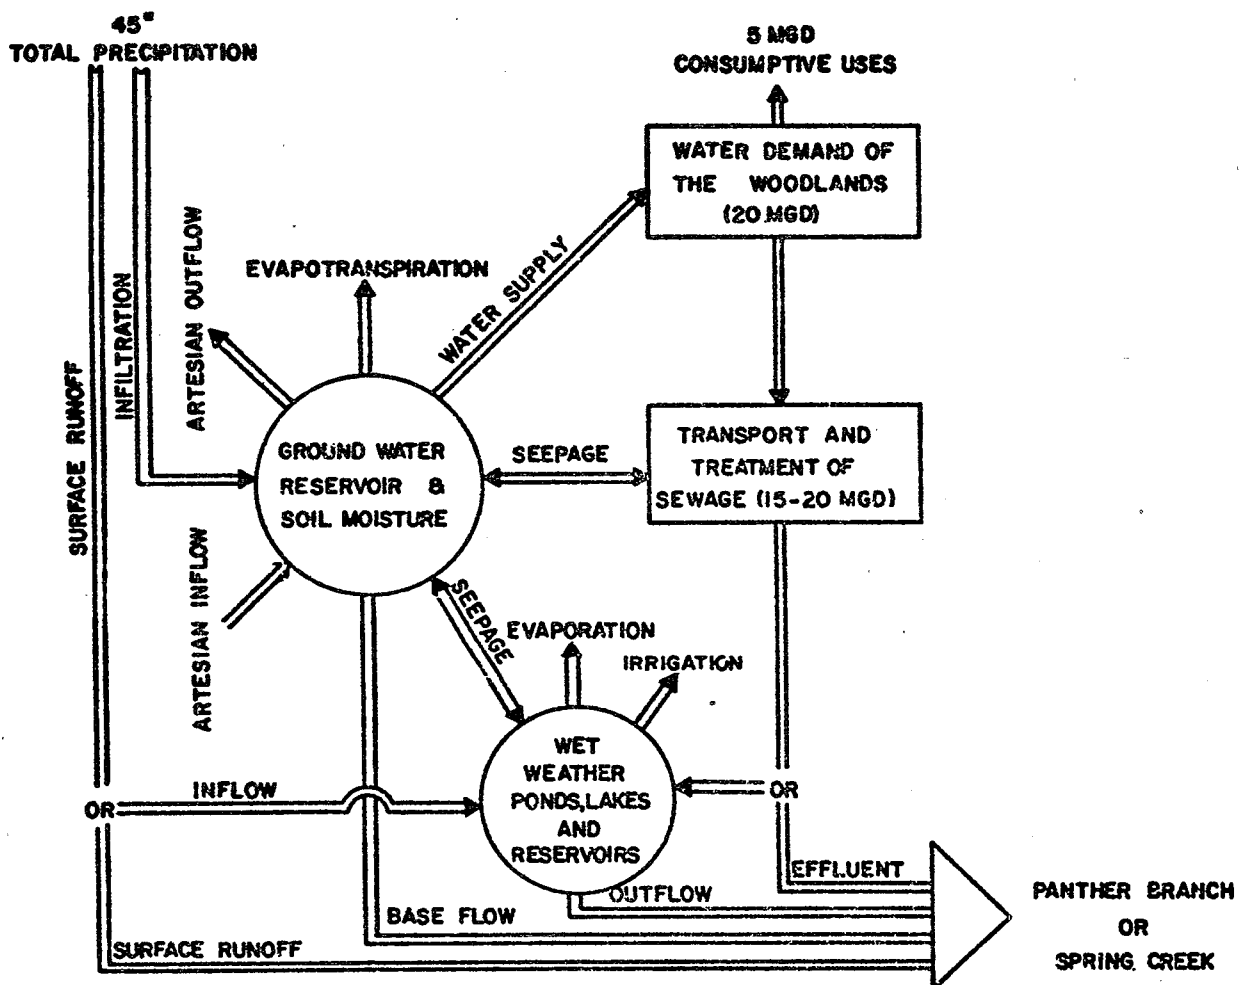 45"
TOTAL PRECIPITATION
5 MGD
CONSUMPTIVE USES
WATER DEMAND OF
THE WOODLANDS
(20 MGD)
EVAPOTRANSPIRATION
ARTESIAN OUTFLOW
INFILTRATION
SURFACE RUNOFF
WATER SUPPLY
GROUND WATER
RESERVOIR &
SOIL MOISTURE
SEEPAGE
TRANSPORT AND
TREATMENT OF
SEWAGE (15-20 MGD)
ARTESIAN INFLOW
SEEPAGE
EVAPORATION
IRRIGATION
WET
WEATHER
PONDS, LAKES
AND
RESERVOIRS
INFLOW
OR
OR
EFFLUENT
OUTFLOW
BASE FLOW
SURFACE RUNOFF
PANTHER BRANCH
OR
SPRING CREEK